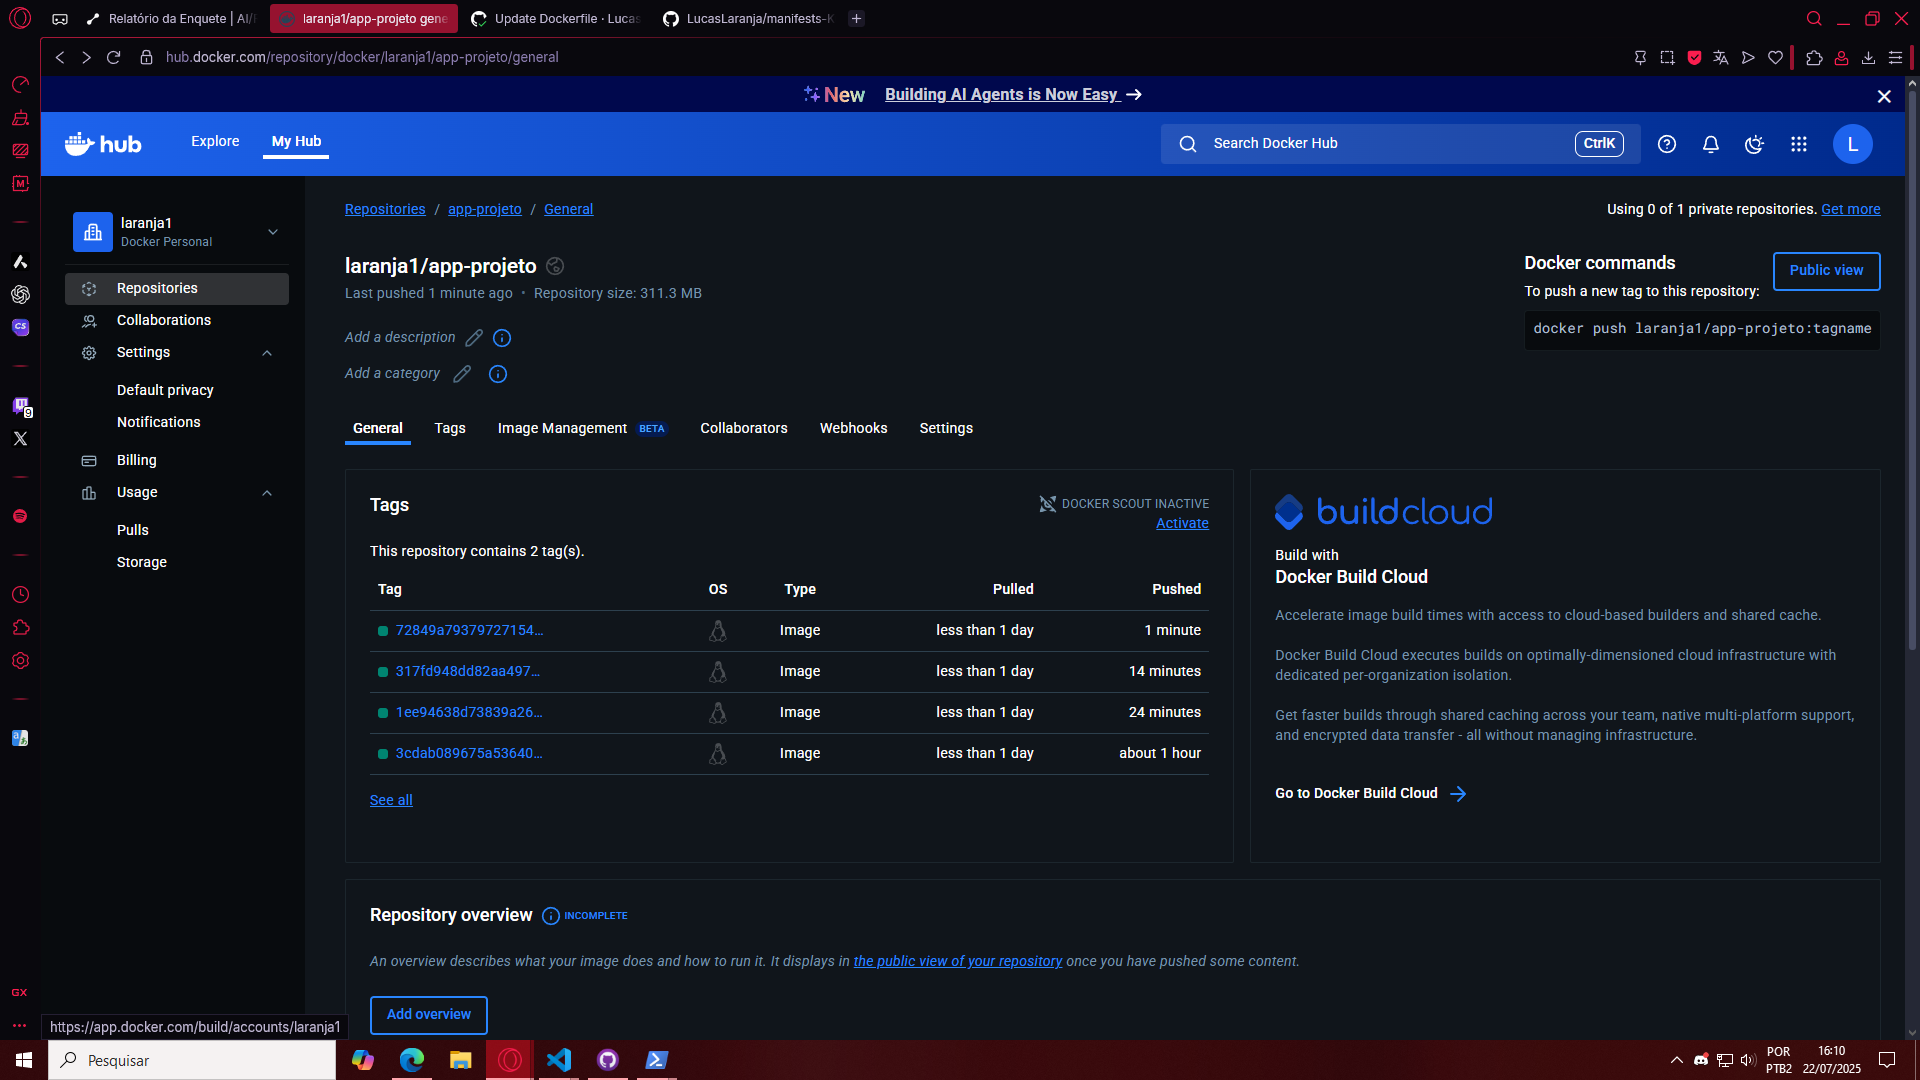 Relatório da Enquete | AI/
laranja1/app-projeto gene
Update Dockerfile · Lucas
LucasLaranja/manifests-K
hub.docker.com/repository/docker/laranja1/app-projeto/general
New Building AI Agents is Now Easy →
hub
Explore
My Hub
Search Docker Hub
CtrlK
L
laranja1
Docker Personal
Repositories
Collaborations
Settings
Default privacy
Notifications
Billing
Usage
Pulls
Storage
Repositories / app-projeto / General
Using 0 of 1 private repositories. Get more
laranja1/app-projeto
Last pushed 1 minute ago • Repository size: 311.3 MB
Add a description
Add a category
Docker commands
Public view
To push a new tag to this repository:
docker push laranja1/app-projeto:tagname
General Tags Image Management BETA Collaborators Webhooks Settings
Tags
DOCKER SCOUT INACTIVE
Activate
This repository contains 2 tag(s).
Tag OS Type Pulled Pushed
72849a79379727154... Image less than 1 day 1 minute
317fd948dd82aa497... Image less than 1 day 14 minutes
1ee94638d73839a26... Image less than 1 day 24 minutes
3cdab089675a53640... Image less than 1 day about 1 hour
See all
buildcloud
Build with
Docker Build Cloud
Accelerate image build times with access to cloud-based builders and shared cache.
Docker Build Cloud executes builds on optimally-dimensioned cloud infrastructure with
dedicated per-organization isolation.
Get faster builds through shared caching across your team, native multi-platform support,
and encrypted data transfer - all without managing infrastructure.
Go to Docker Build Cloud
Repository overview INCOMPLETE
An overview describes what your image does and how to run it. It displays in the public view of your repository once you have pushed some content.
Add overview
GX
https://app.docker.com/build/accounts/laranja1
Pesquisar
POR
PTB2
16:10
22/07/2025